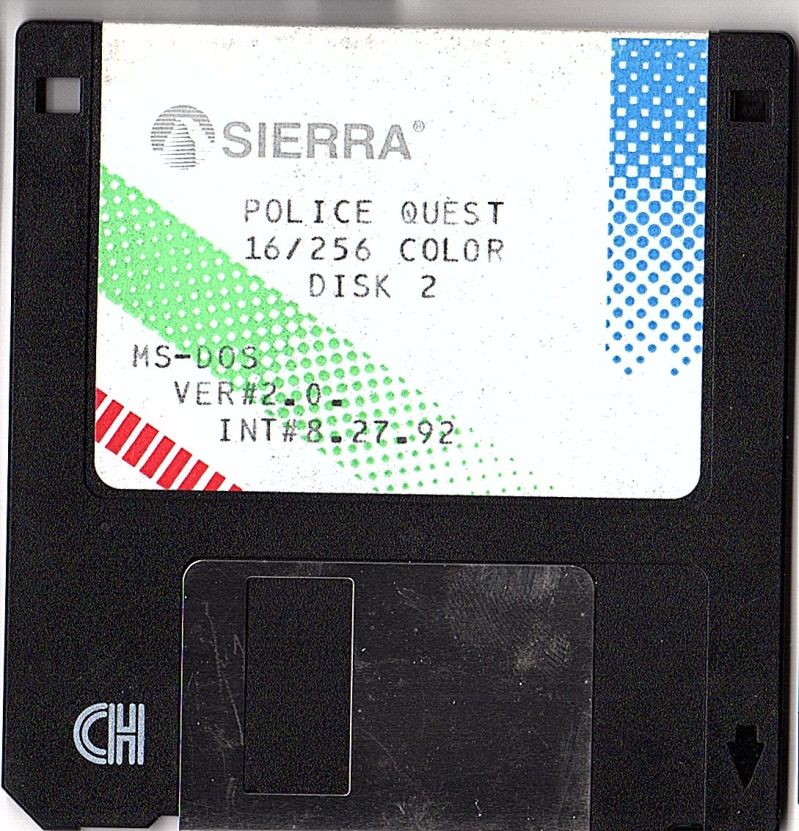 SIERRA®
POLICE QUEST
16/256 COLOR
DISK 2
MS-DOS
VER#2.0.
INT#8.27.92
CH